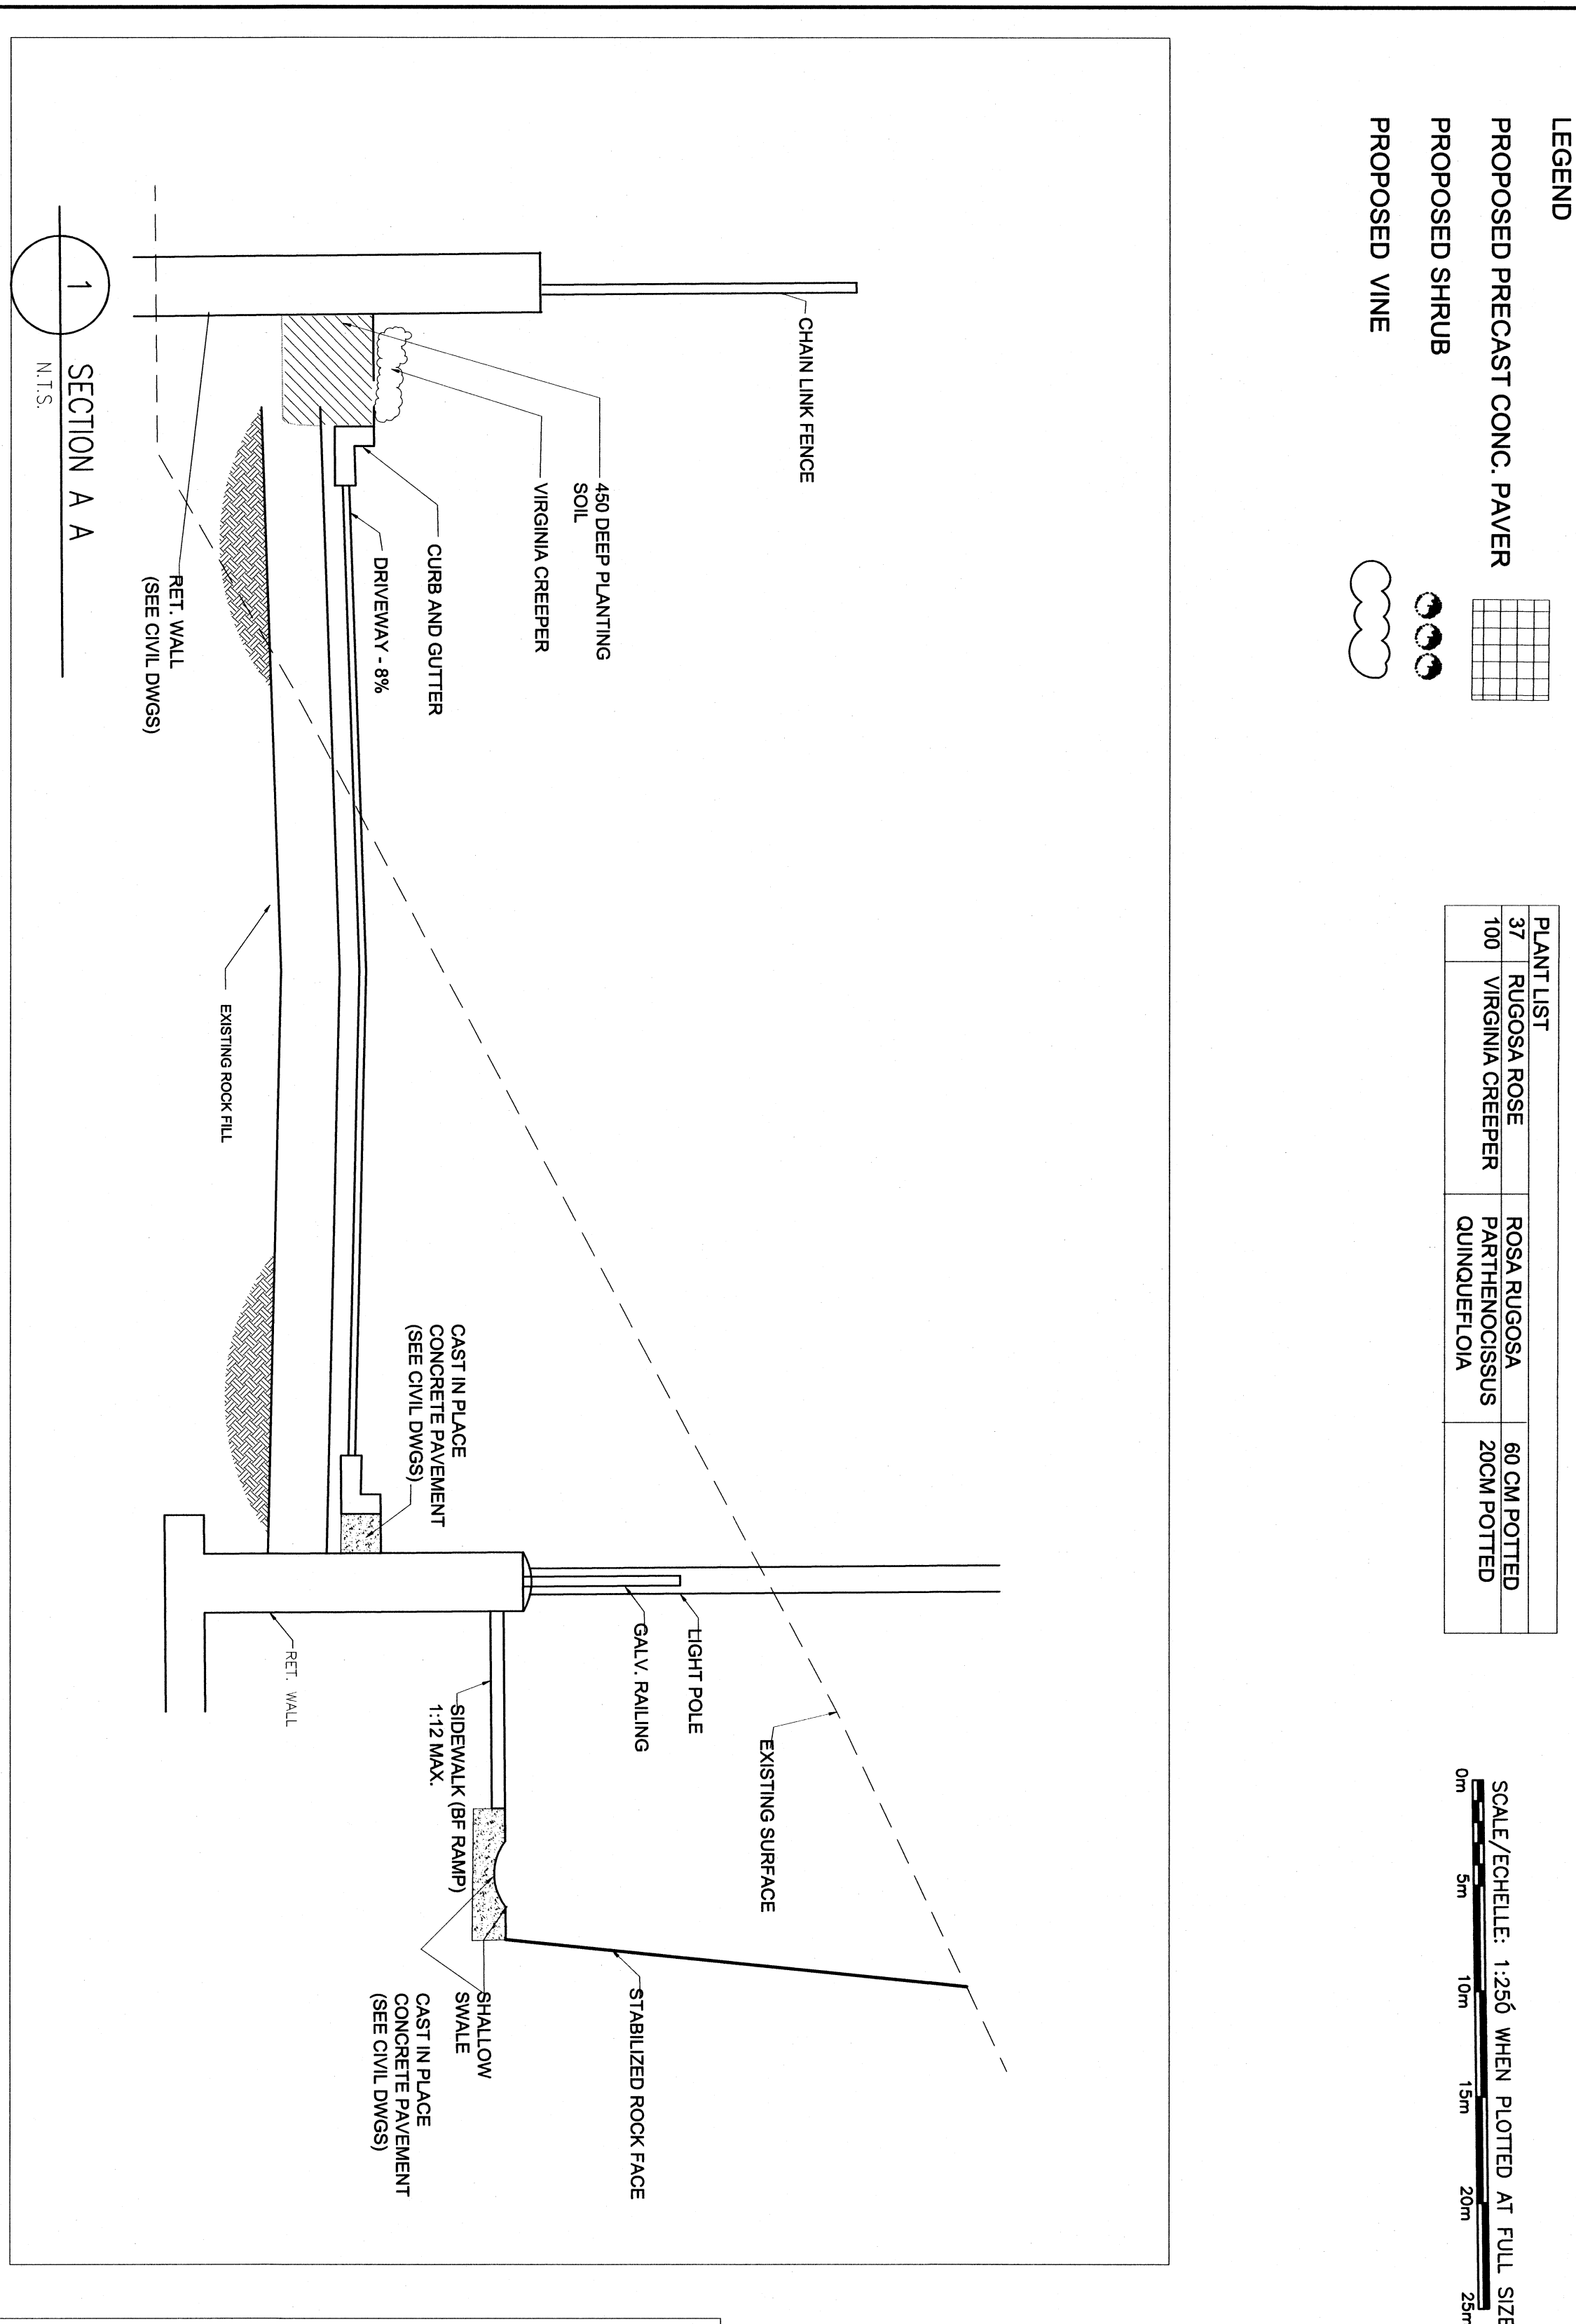 LEGEND
PROPOSED PRECAST CONC. PAVER
PROPOSED SHRUB
PROPOSED VINE
PLANT LIST
37 RUGOSA ROSE ROSA RUGOSA 60 CM POTTED
100 VIRGINIA CREEPER PARTHENOCISSUS 20CM POTTED
QUINQUEFLOIA
SCALE/ECHELLE: 1:250 WHEN PLOTTED AT FULL SIZE
0m 5m 10m 15m 20m 25m
CHAIN LINK FENCE
450 DEEP PLANTING
SOIL
VIRGINIA CREEPER
CURB AND GUTTER
DRIVEWAY - 8%
EXISTING SURFACE
LIGHT POLE
GALV. RAILING
STABILIZED ROCK FACE
CAST IN PLACE
CONCRETE PAVEMENT
(SEE CIVIL DWGS)
SIDEWALK (BF RAMP)
1:12 MAX.
SHALLOW
SWALE
CAST IN PLACE
CONCRETE PAVEMENT
(SEE CIVIL DWGS)
RET. WALL
EXISTING ROCK FILL
RET. WALL
(SEE CIVIL DWGS)
1 SECTION A A
N.T.S.